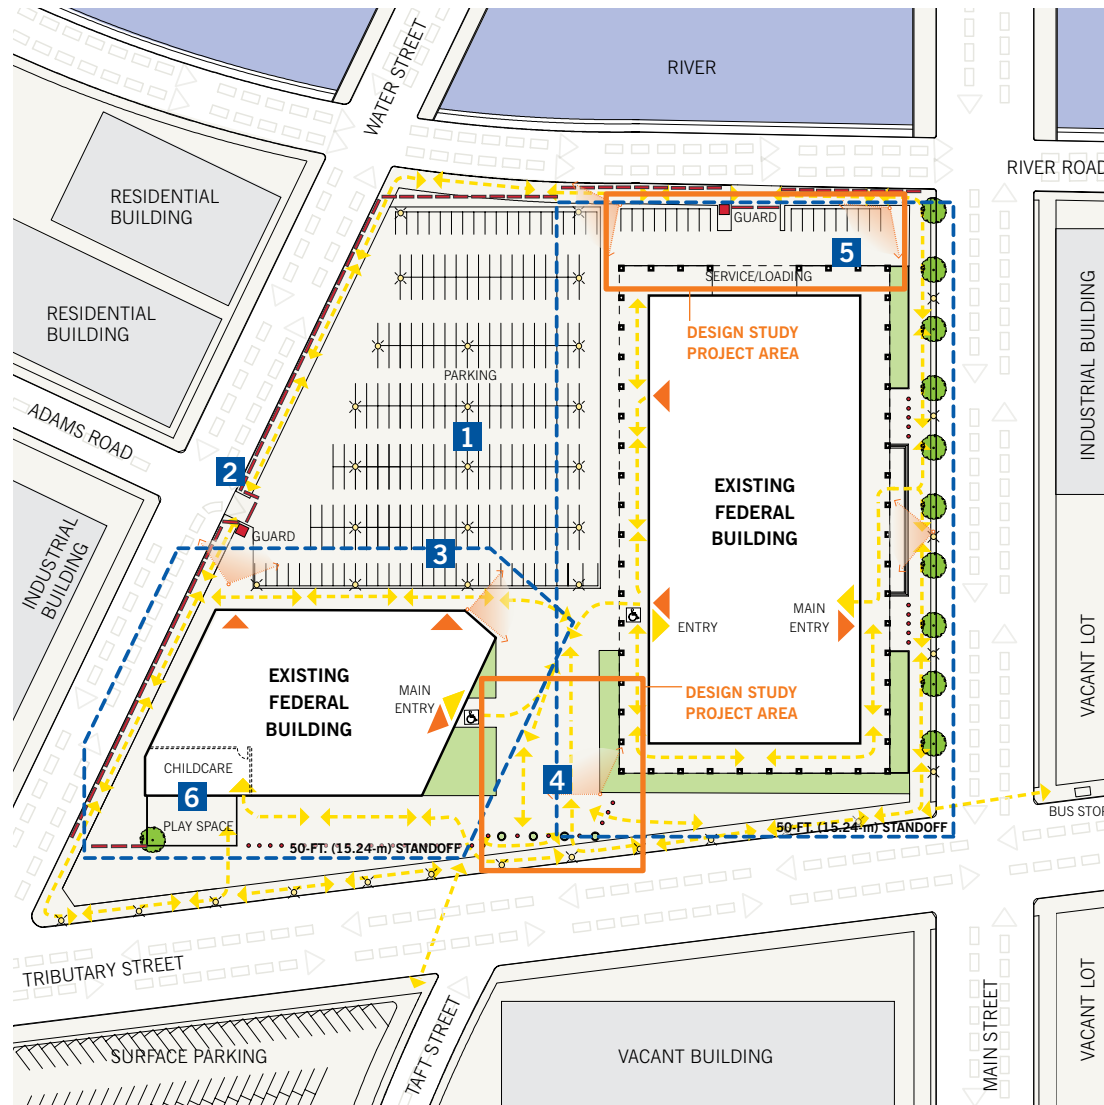 WATER STREET
RIVER
RIVER ROAD
RESIDENTIAL
BUILDING
GUARD
5
SERVICE/LOADING
INDUSTRIAL BUILDING
RESIDENTIAL
BUILDING
DESIGN STUDY
PROJECT AREA
PARKING
ADAMS ROAD
1
2
EXISTING
FEDERAL
BUILDING
GUARD
3
INDUSTRIAL
BUILDING
MAIN
ENTRY
ENTRY
VACANT LOT
EXISTING
FEDERAL
BUILDING
MAIN
ENTRY
DESIGN STUDY
PROJECT AREA
CHILDCARE
4
6
PLAY SPACE
50-FT. (15.24-m) STANDOFF
50-FT. (15.24-m) STANDOFF
BUS STOP
TRIBUTARY STREET
SURFACE PARKING
TAFT STREET
VACANT BUILDING
MAIN STREET
VACANT LOT